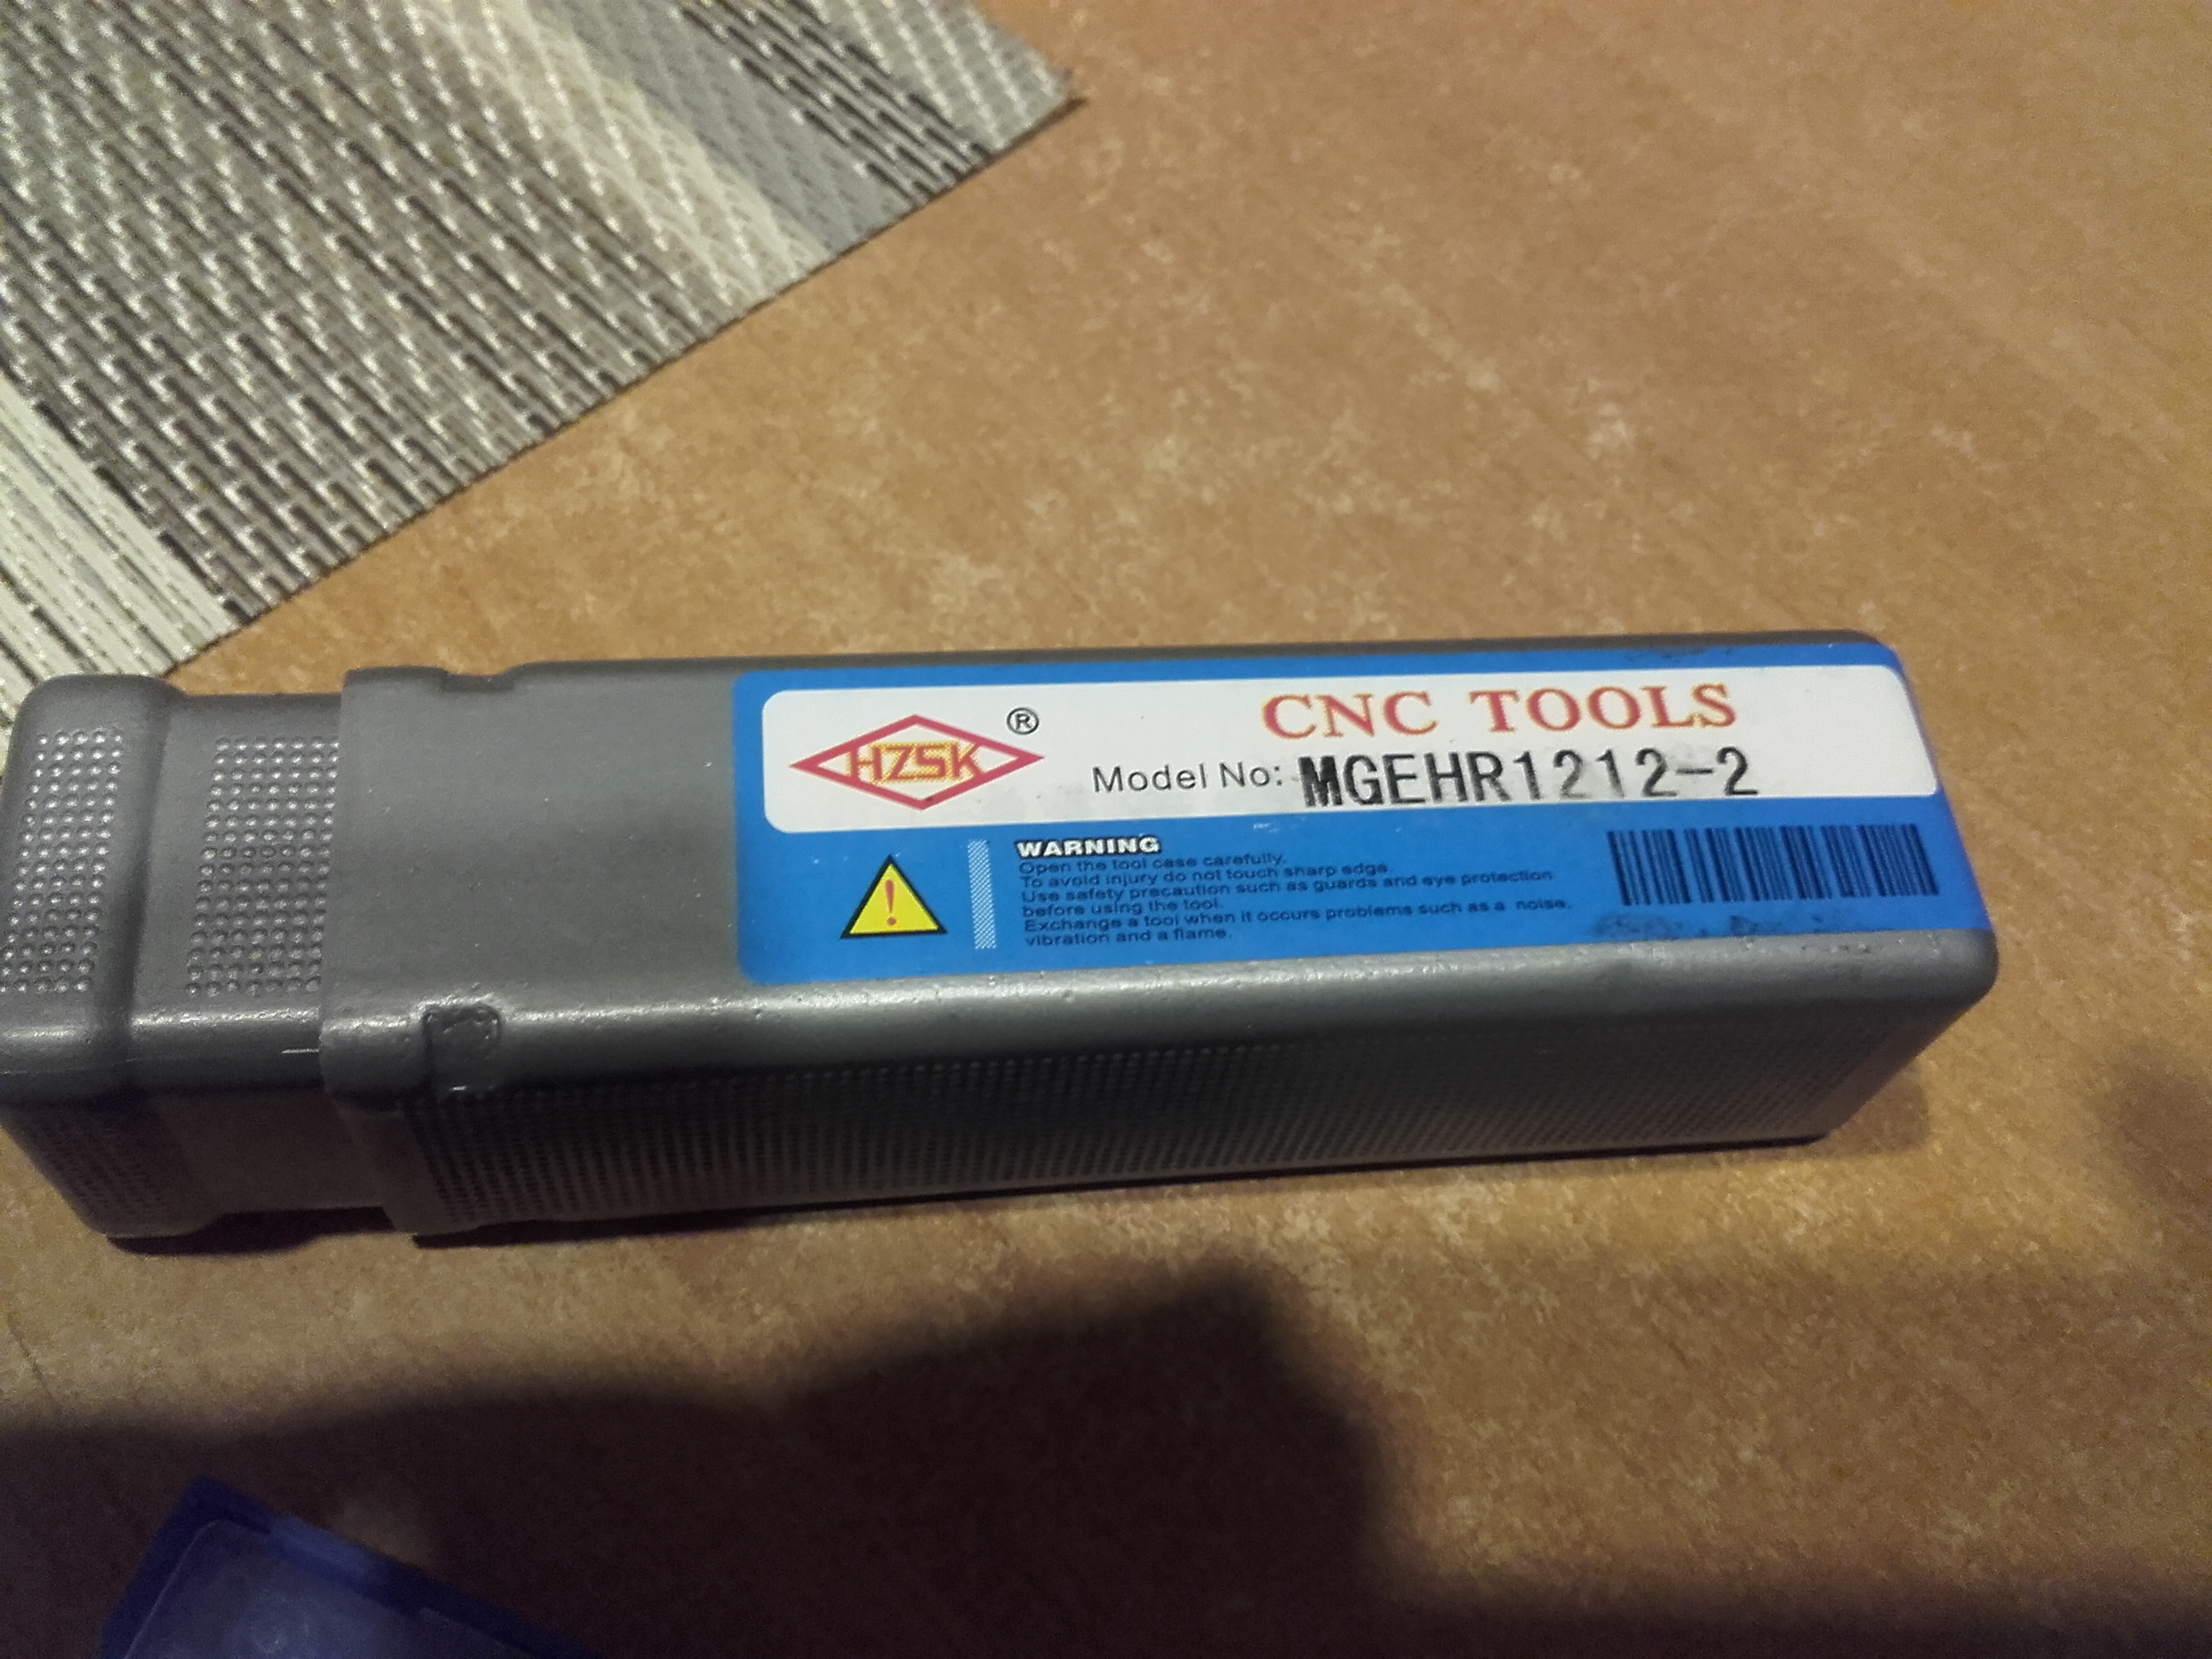 CNC TOOLS
HZSK ®
Model No: MGEHR1212-2
WARNING
Open the tool case carefully.
To avoid injury do not touch sharp edge.
Use safety precaution such as guards and eye protection
before using the tool.
Exchange a tool when it occurs problems such as a noise.
vibration and a flame.